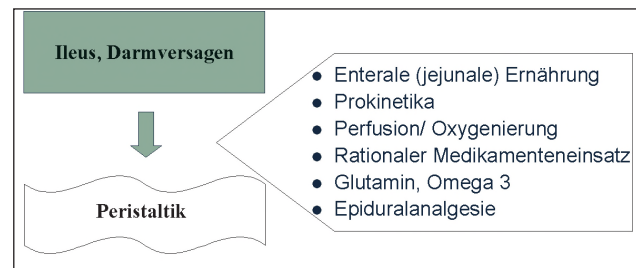 Ileus, Darmversagen
Peristaltik
● Enterale (jejunale) Ernährung
● Prokinetika
● Perfusion/ Oxygenierung
● Rationaler Medikamenteneinsatz
● Glutamin, Omega 3
● Epiduralanalgesie